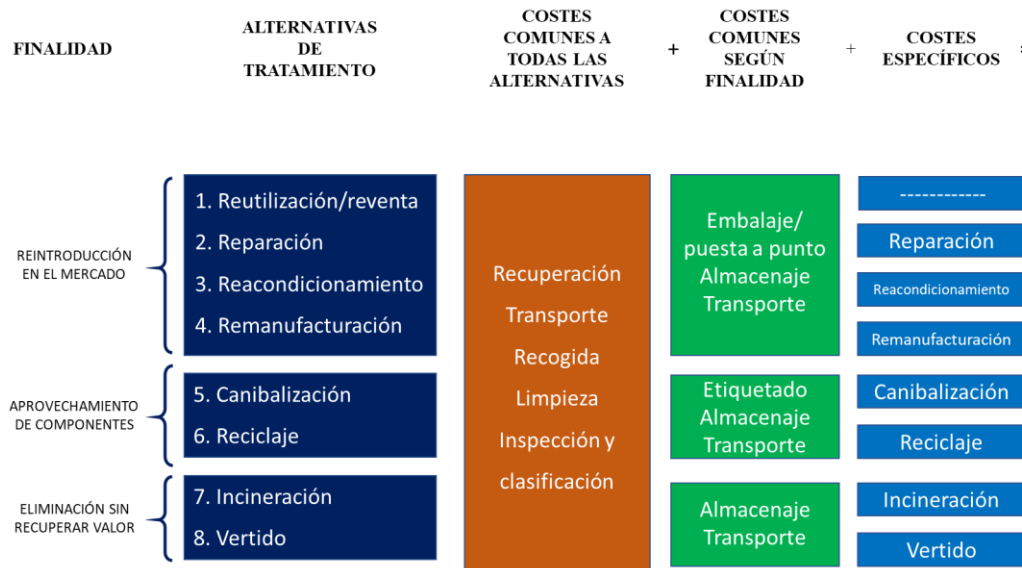 FINALIDAD
ALTERNATIVAS
DE
TRATAMIENTO
COSTES
COMUNES A
TODAS LAS
ALTERNATIVAS
+
COSTES
COMUNES
SEGÚN
FINALIDAD
+
COSTES
ESPECÍFICOS
REINTRODUCCIÓN
EN EL MERCADO
1. Reutilización/reventa
2. Reparación
3. Reacondicionamiento
4. Remanufacturación
APROVECHAMIENTO
DE COMPONENTES
5. Canibalización
6. Reciclaje
ELIMINACIÓN SIN
RECUPERAR VALOR
7. Incineración
8. Vertido
Recuperación
Transporte
Recogida
Limpieza
Inspección y
clasificación
Embalaje/
puesta a punto
Almacenaje
Transporte
Etiquetado
Almacenaje
Transporte
Almacenaje
Transporte
------------
Reparación
Reacondicionamiento
Remanufacturación
Canibalización
Reciclaje
Incineración
Vertido